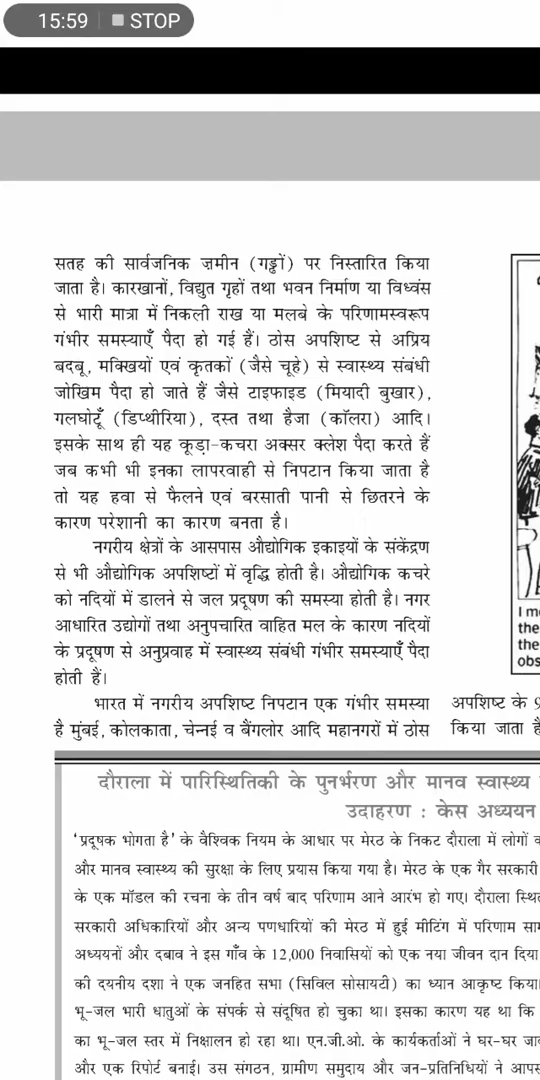 15:59 STOP
सतह की सार्वजनिक ज़मीन (गड्ढों) पर निस्तारित किया
जाता है। कारखानों, विद्युत गृहों तथा भवन निर्माण या विध्वंस
से भारी मात्रा में निकली राख या मलबे के परिणामस्वरूप
गंभीर समस्याएँ पैदा हो गई हैं। ठोस अपशिष्ट से अप्रिय
बदबू, मक्खियों एवं कृतकों (जैसे चूहे) से स्वास्थ्य संबंधी
जोखिम पैदा हो जाते हैं जैसे टाइफाइड (मियादी बुखार),
गलघोटूँ (डिप्थीरिया), दस्त तथा हैजा (कॉलरा) आदि।
इसके साथ ही यह कूड़ा-कचरा अक्सर क्लेश पैदा करते हैं
जब कभी भी इनका लापरवाही से निपटान किया जाता है
तो यह हवा से फैलने एवं बरसाती पानी से छितरने के
कारण परेशानी का कारण बनता है।
नगरीय क्षेत्रों के आसपास औद्योगिक इकाइयों के संकेंद्रण
से भी औद्योगिक अपशिष्टों में वृद्धि होती है। औद्योगिक कचरे
को नदियों में डालने से जल प्रदूषण की समस्या होती है। नगर
आधारित उद्योगों तथा अनुपचारित वाहित मल के कारण नदियों
के प्रदूषण से अनुप्रवाह में स्वास्थ्य संबंधी गंभीर समस्याएँ पैदा
होती हैं।
भारत में नगरीय अपशिष्ट निपटान एक गंभीर समस्या
है मुंबई, कोलकाता, चेन्नई व बैंगलोर आदि महानगरों में ठोस
I m
the
the
obs
अपशिष्ट के 9
किया जाता है
दौराला में पारिस्थितिकी के पुनर्भरण और मानव स्वास्थ्य
उदाहरण : केस अध्ययन
'प्रदूषक भोगता है' के वैश्विक नियम के आधार पर मेरठ के निकट दौराला में लोगों
और मानव स्वास्थ्य की सुरक्षा के लिए प्रयास किया गया है। मेरठ के एक गैर सरकारी
के एक मॉडल की रचना के तीन वर्ष बाद परिणाम आने आरंभ हो गए। दौराला
सरकारी अधिकारियों और अन्य पणधारियों की मेरठ में हुई मीटिंग में परिणाम
अध्ययनों और दबाव ने इस गाँव के 12,000 निवासियों को एक नया जीवन दान दिया
की दयनीय दशा ने एक जनहित सभा (सिविल सोसायटी) का ध्यान आकृष्ट किया।
भू-जल भारी धातुओं के संपर्क से संदूषित हो चुका था। इसका कारण यह था कि
का भू-जल स्तर में निक्षालन हो रहा था। एन.जी.ओ. के कार्यकर्ताओं ने घर-घर
और एक रिपोर्ट बनाई। उस संगठन, ग्रामीण समुदाय और जन-प्रतिनिधियों ने